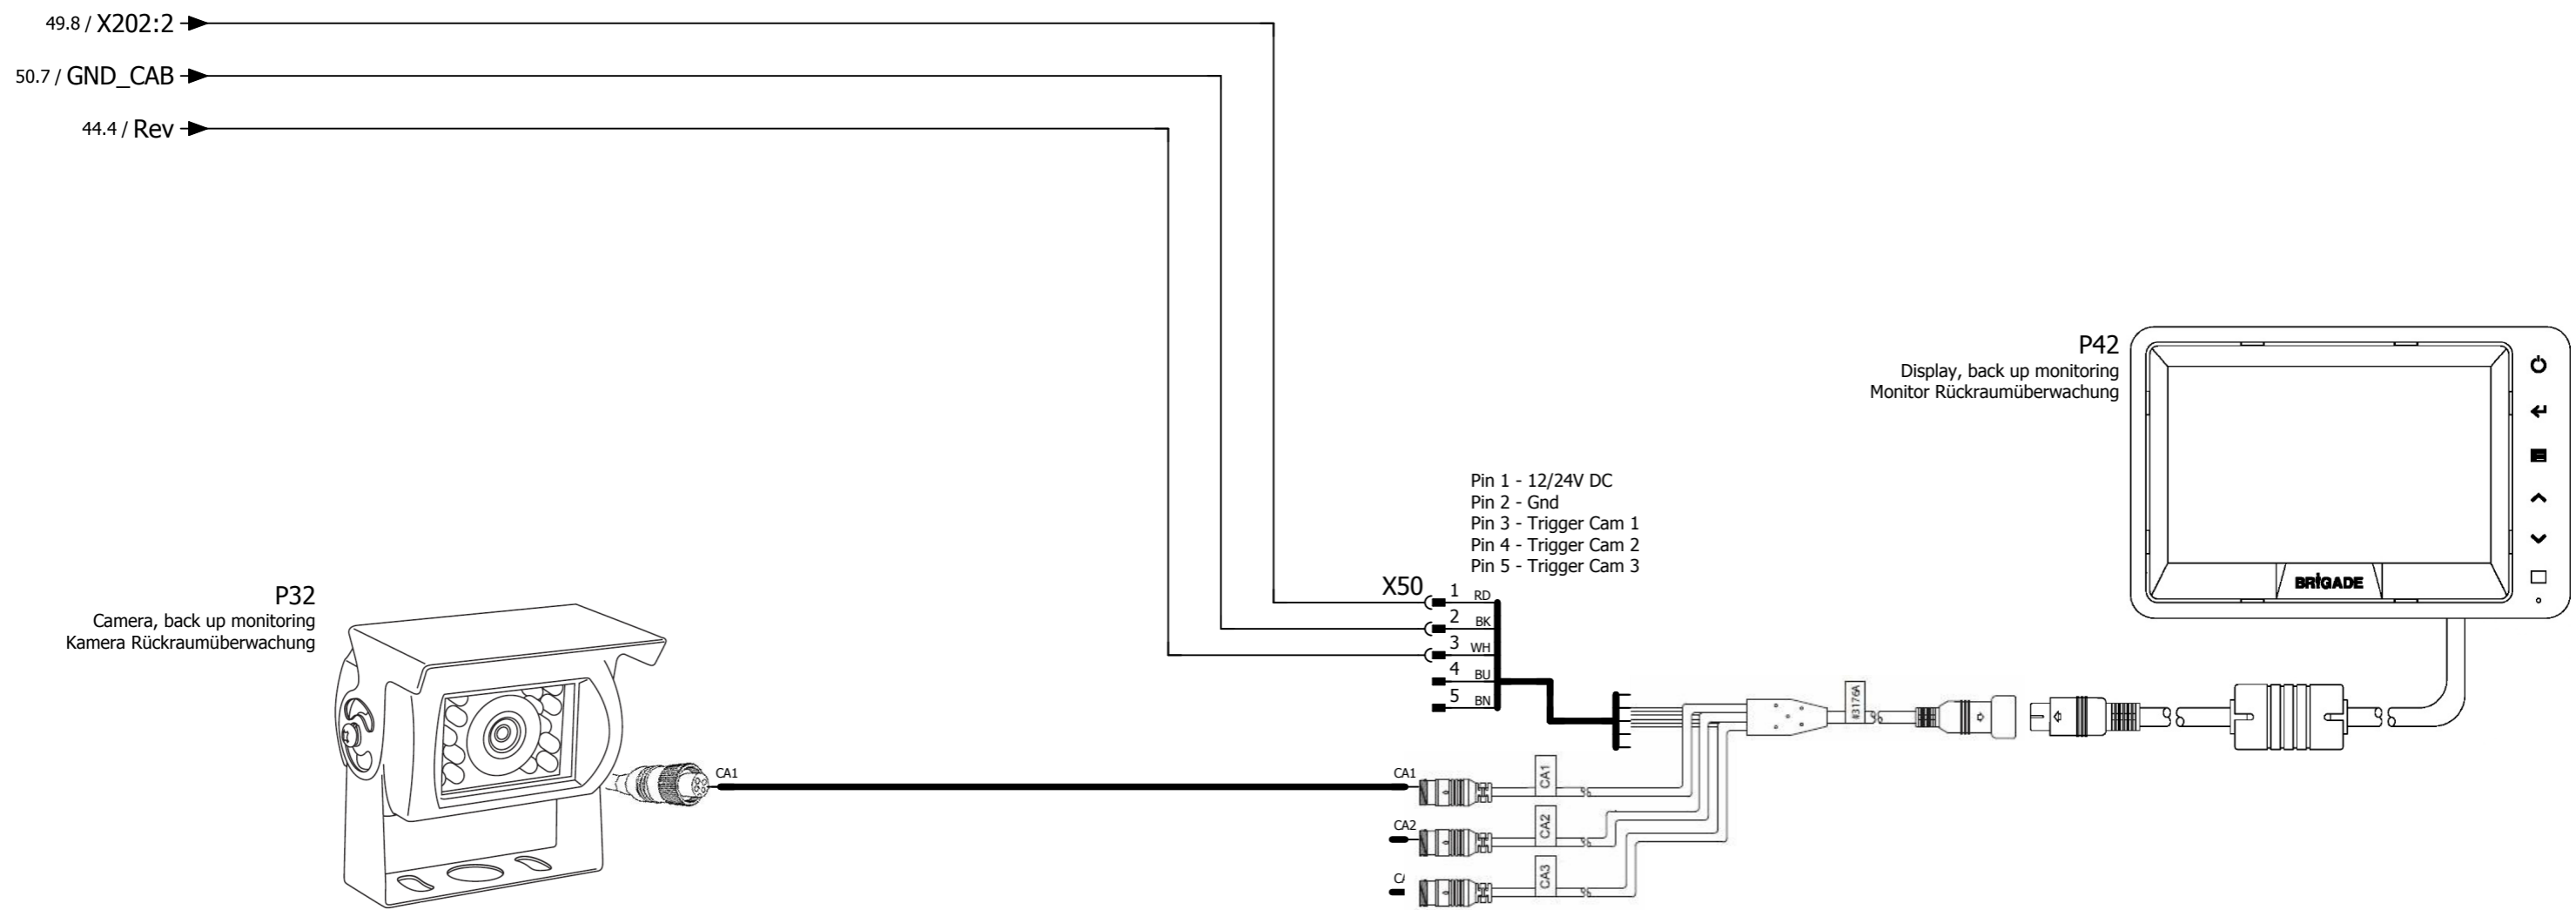 49.8 / X202:2
50.7 / GND_CAB
44.4 / Rev
P42
Display, back up monitoring
Monitor Rückraumüberwachung
BRIGADE
Pin 1 - 12/24V DC
Pin 2 - Gnd
Pin 3 - Trigger Cam 1
Pin 4 - Trigger Cam 2
Pin 5 - Trigger Cam 3
X50
1 RD
2 BK
3 WH
4 BU
5 BN
P32
Camera, back up monitoring
Kamera Rückraumüberwachung
CA1
CA1
CA1
CA2
CA2
CA3